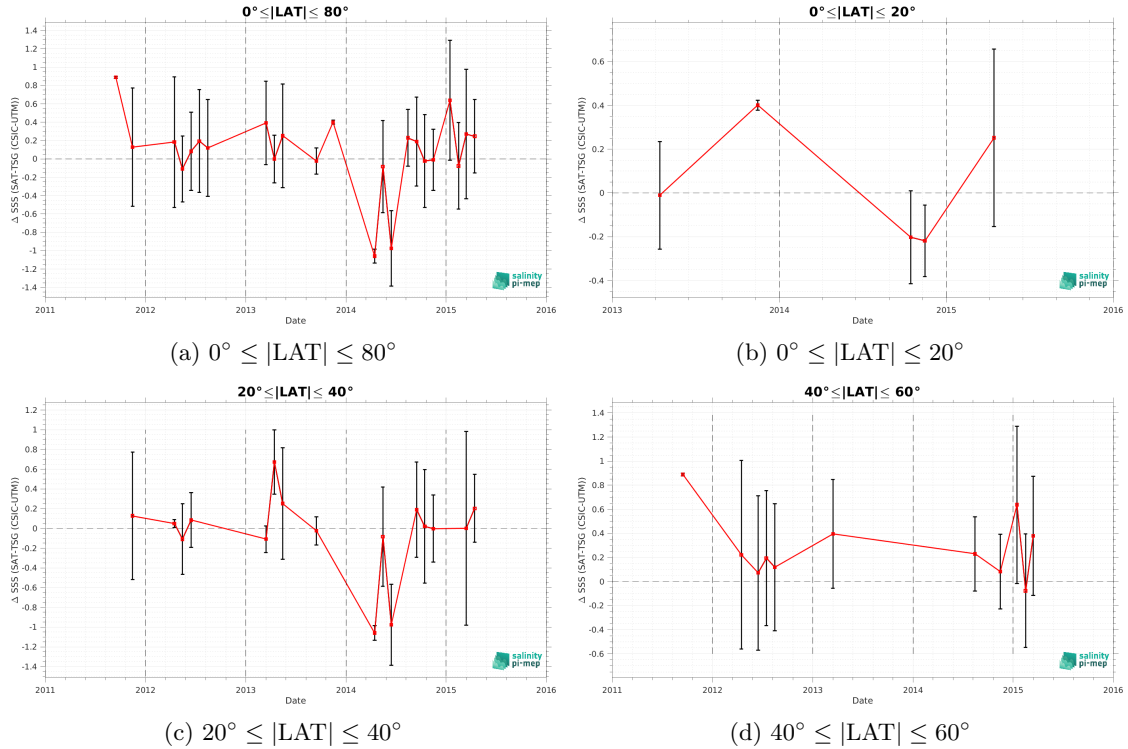 0°≤|LAT|≤ 80°
Δ SSS (SAT-TSG (CSIC-UTM))
1.4
1.2
1
0.8
0.6
0.4
0.2
0
-0.2
-0.4
-0.6
-0.8
-1
-1.2
-1.4
2011 2012 2013 2014 2015 2016
Date
salinity
pi-mep
(a) 0° ≤ |LAT| ≤ 80°
0°≤|LAT|≤ 20°
Δ SSS (SAT-TSG (CSIC-UTM))
0.6
0.4
0.2
0
-0.2
-0.4
2013 2014 2015 2016
Date
salinity
pi-mep
(b) 0° ≤ |LAT| ≤ 20°
20°≤|LAT|≤ 40°
Δ SSS (SAT-TSG (CSIC-UTM))
1.2
1
0.8
0.6
0.4
0.2
0
-0.2
-0.4
-0.6
-0.8
-1
-1.2
-1.4
2011 2012 2013 2014 2015 2016
Date
salinity
pi-mep
(c) 20° ≤ |LAT| ≤ 40°
40°≤|LAT|≤ 60°
Δ SSS (SAT-TSG (CSIC-UTM))
1.4
1.2
1
0.8
0.6
0.4
0.2
0
-0.2
-0.4
-0.6
2011 2012 2013 2014 2015 2016
Date
salinity
pi-mep
(d) 40° ≤ |LAT| ≤ 60°